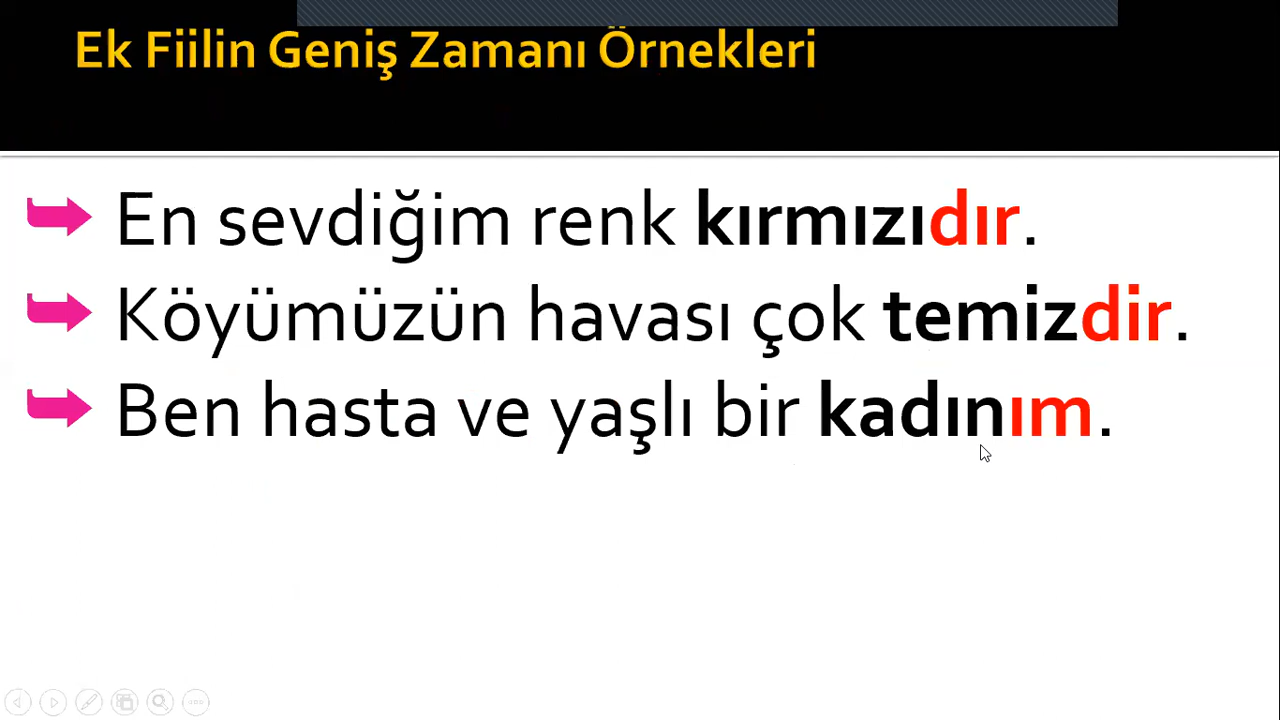 Ek Fiilin Geniş Zamanı Örnekleri
En sevdiğim renk kırmızıdır.
Köyümüzün havası çok temizdir.
Ben hasta ve yaşlı bir kadınım.